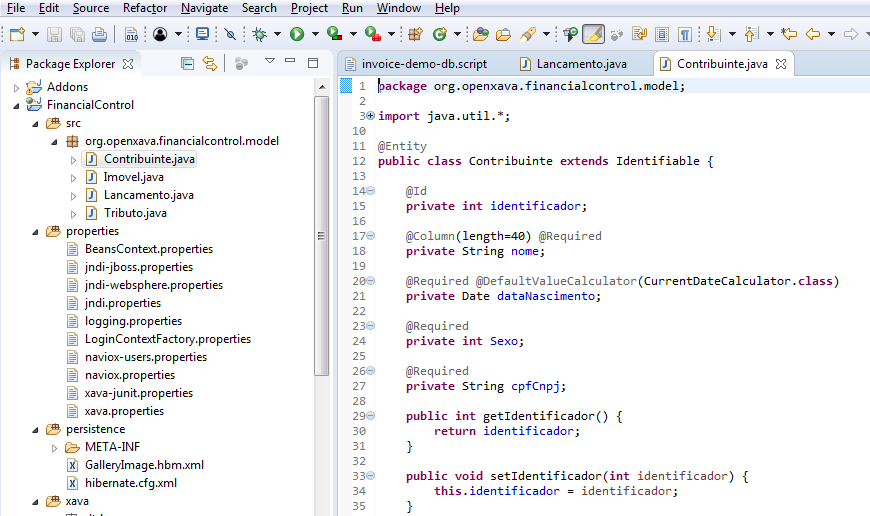 File Edit Source Refactor Navigate Search Project Run Window Help
010
Package Explorer
Addons
FinancialControl
src
org.openxava.financialcontrol.model
Contribuinte.java
Imovel.java
Lancamento.java
Tributo.java
properties
BeansContext.properties
jndi-jboss.properties
jndi-websphere.properties
jndi.properties
logging.properties
LoginContextFactory.properties
naviox-users.properties
naviox.properties
xava-junit.properties
xava.properties
persistence
META-INF
GalleryImage.hbm.xml
hibernate.cfg.xml
xava
invoice-demo-db.script Lancamento.java Contribuinte.java
1 package org.openxava.financialcontrol.model;
2
3 import java.util.*;
10
11 @Entity
12 public class Contribuinte extends Identifiable {
13
14 @Id
15 private int identificador;
16
17 @Column(length=40) @Required
18 private String nome;
19
20 @Required @DefaultValueCalculator(CurrentDateCalculator.class)
21 private Date dataNascimento;
22
23 @Required
24 private int Sexo;
25
26 @Required
27 private String cpfCnpj;
28
29 public int getIdentificador() {
30 return identificador;
31 }
32
33 public void setIdentificador(int identificador) {
34 this.identificador = identificador;
35 }